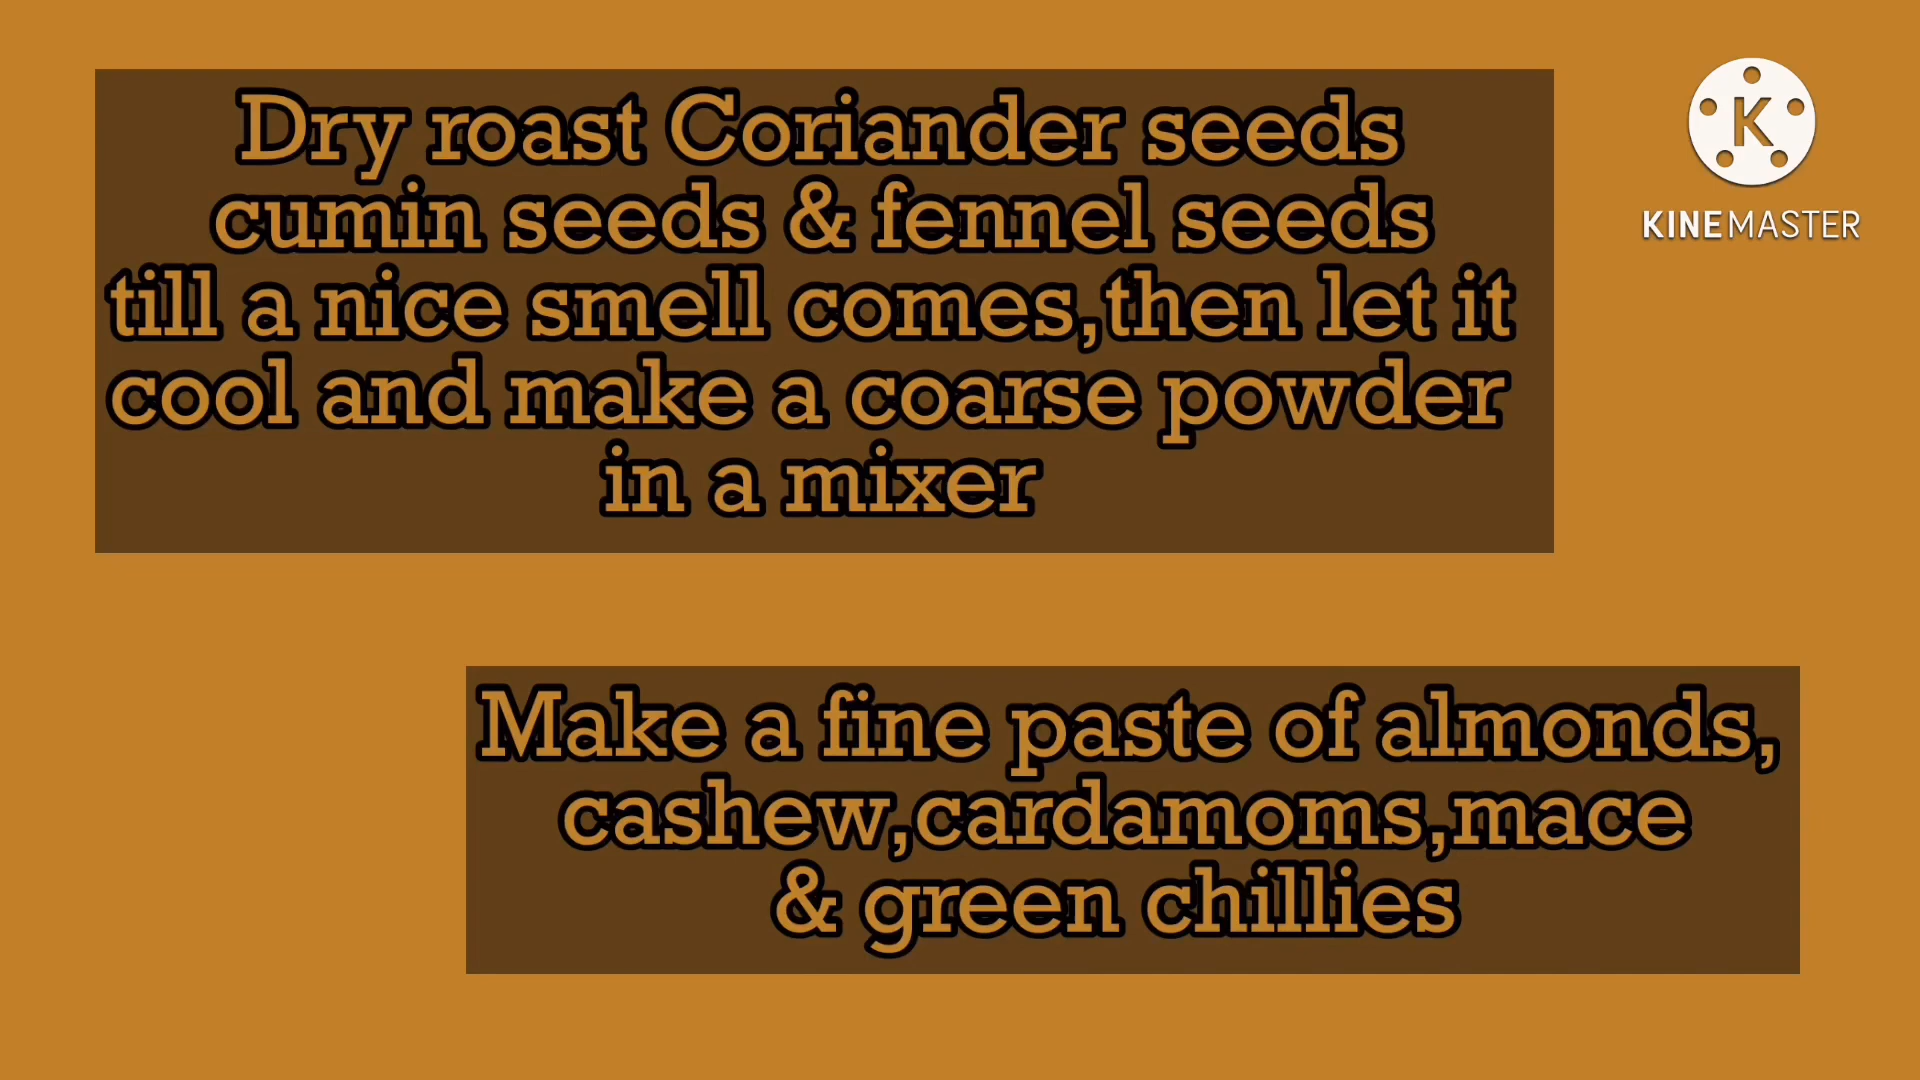 Dry roast Coriander seeds
cumin seeds & fennel seeds
till a nice smell comes,then let it
cool and make a coarse powder
in a mixer
K
KINEMASTER
Make a fine paste of almonds,
cashew,cardamoms,mace
& green chillies